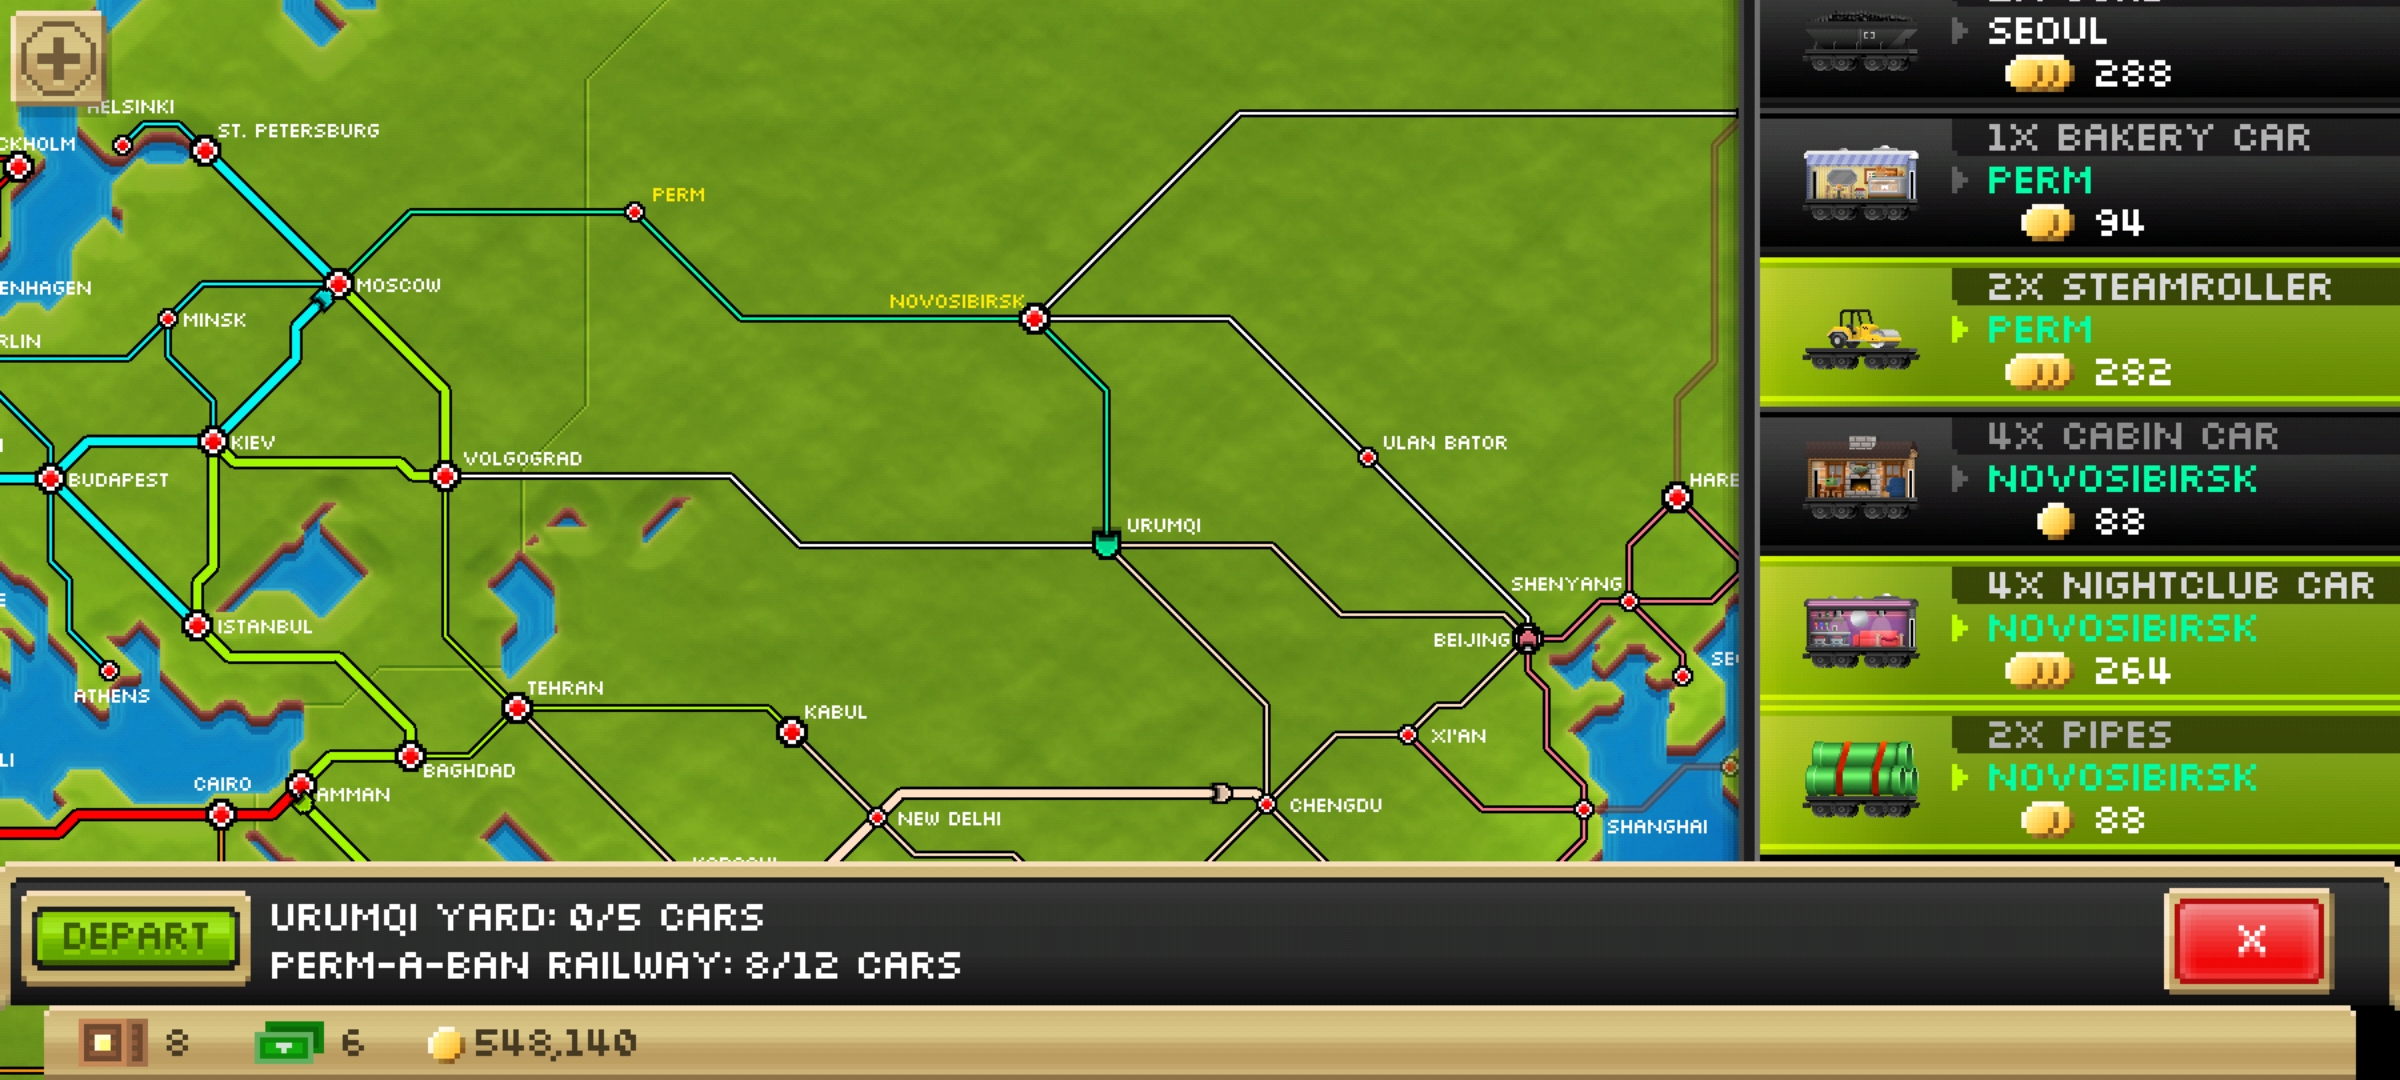 HELSINKI
ST. PETERSBURG
CKHOLM
PERM
ENHAGEN
MOSCOW
NOVOSIBIRSK
MINSK
RLIN
KIEV
VOLGOGRAD
ULAN BATOR
BUDAPEST
HARB
URUMQI
SHENYANG
ISTANBUL
BEIJING
SE
ATHENS
TEHRAN
KABUL
XI'AN
LI
BAGHDAD
CAIRO
AMMAN
CHENGDU
NEW DELHI
SHANGHAI
SEOUL
288
1X BAKERY CAR
PERM
94
2X STEAMROLLER
PERM
282
4X CABIN CAR
NOVOSIBIRSK
88
4X NIGHTCLUB CAR
NOVOSIBIRSK
264
2X PIPES
NOVOSIBIRSK
88
DEPART
URUMQI YARD: 0/5 CARS
PERM-A-BAN RAILWAY: 8/12 CARS
X
8
6
548,140